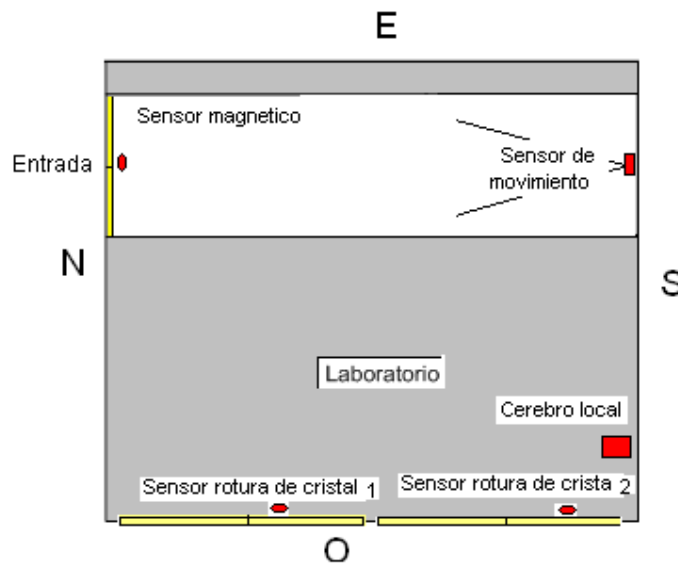 E
Sensor magnetico
Entrada
Sensor de
movimiento
N
S
Laboratorio
Cerebro local
Sensor rotura de cristal 1
Sensor rotura de crista 2
O